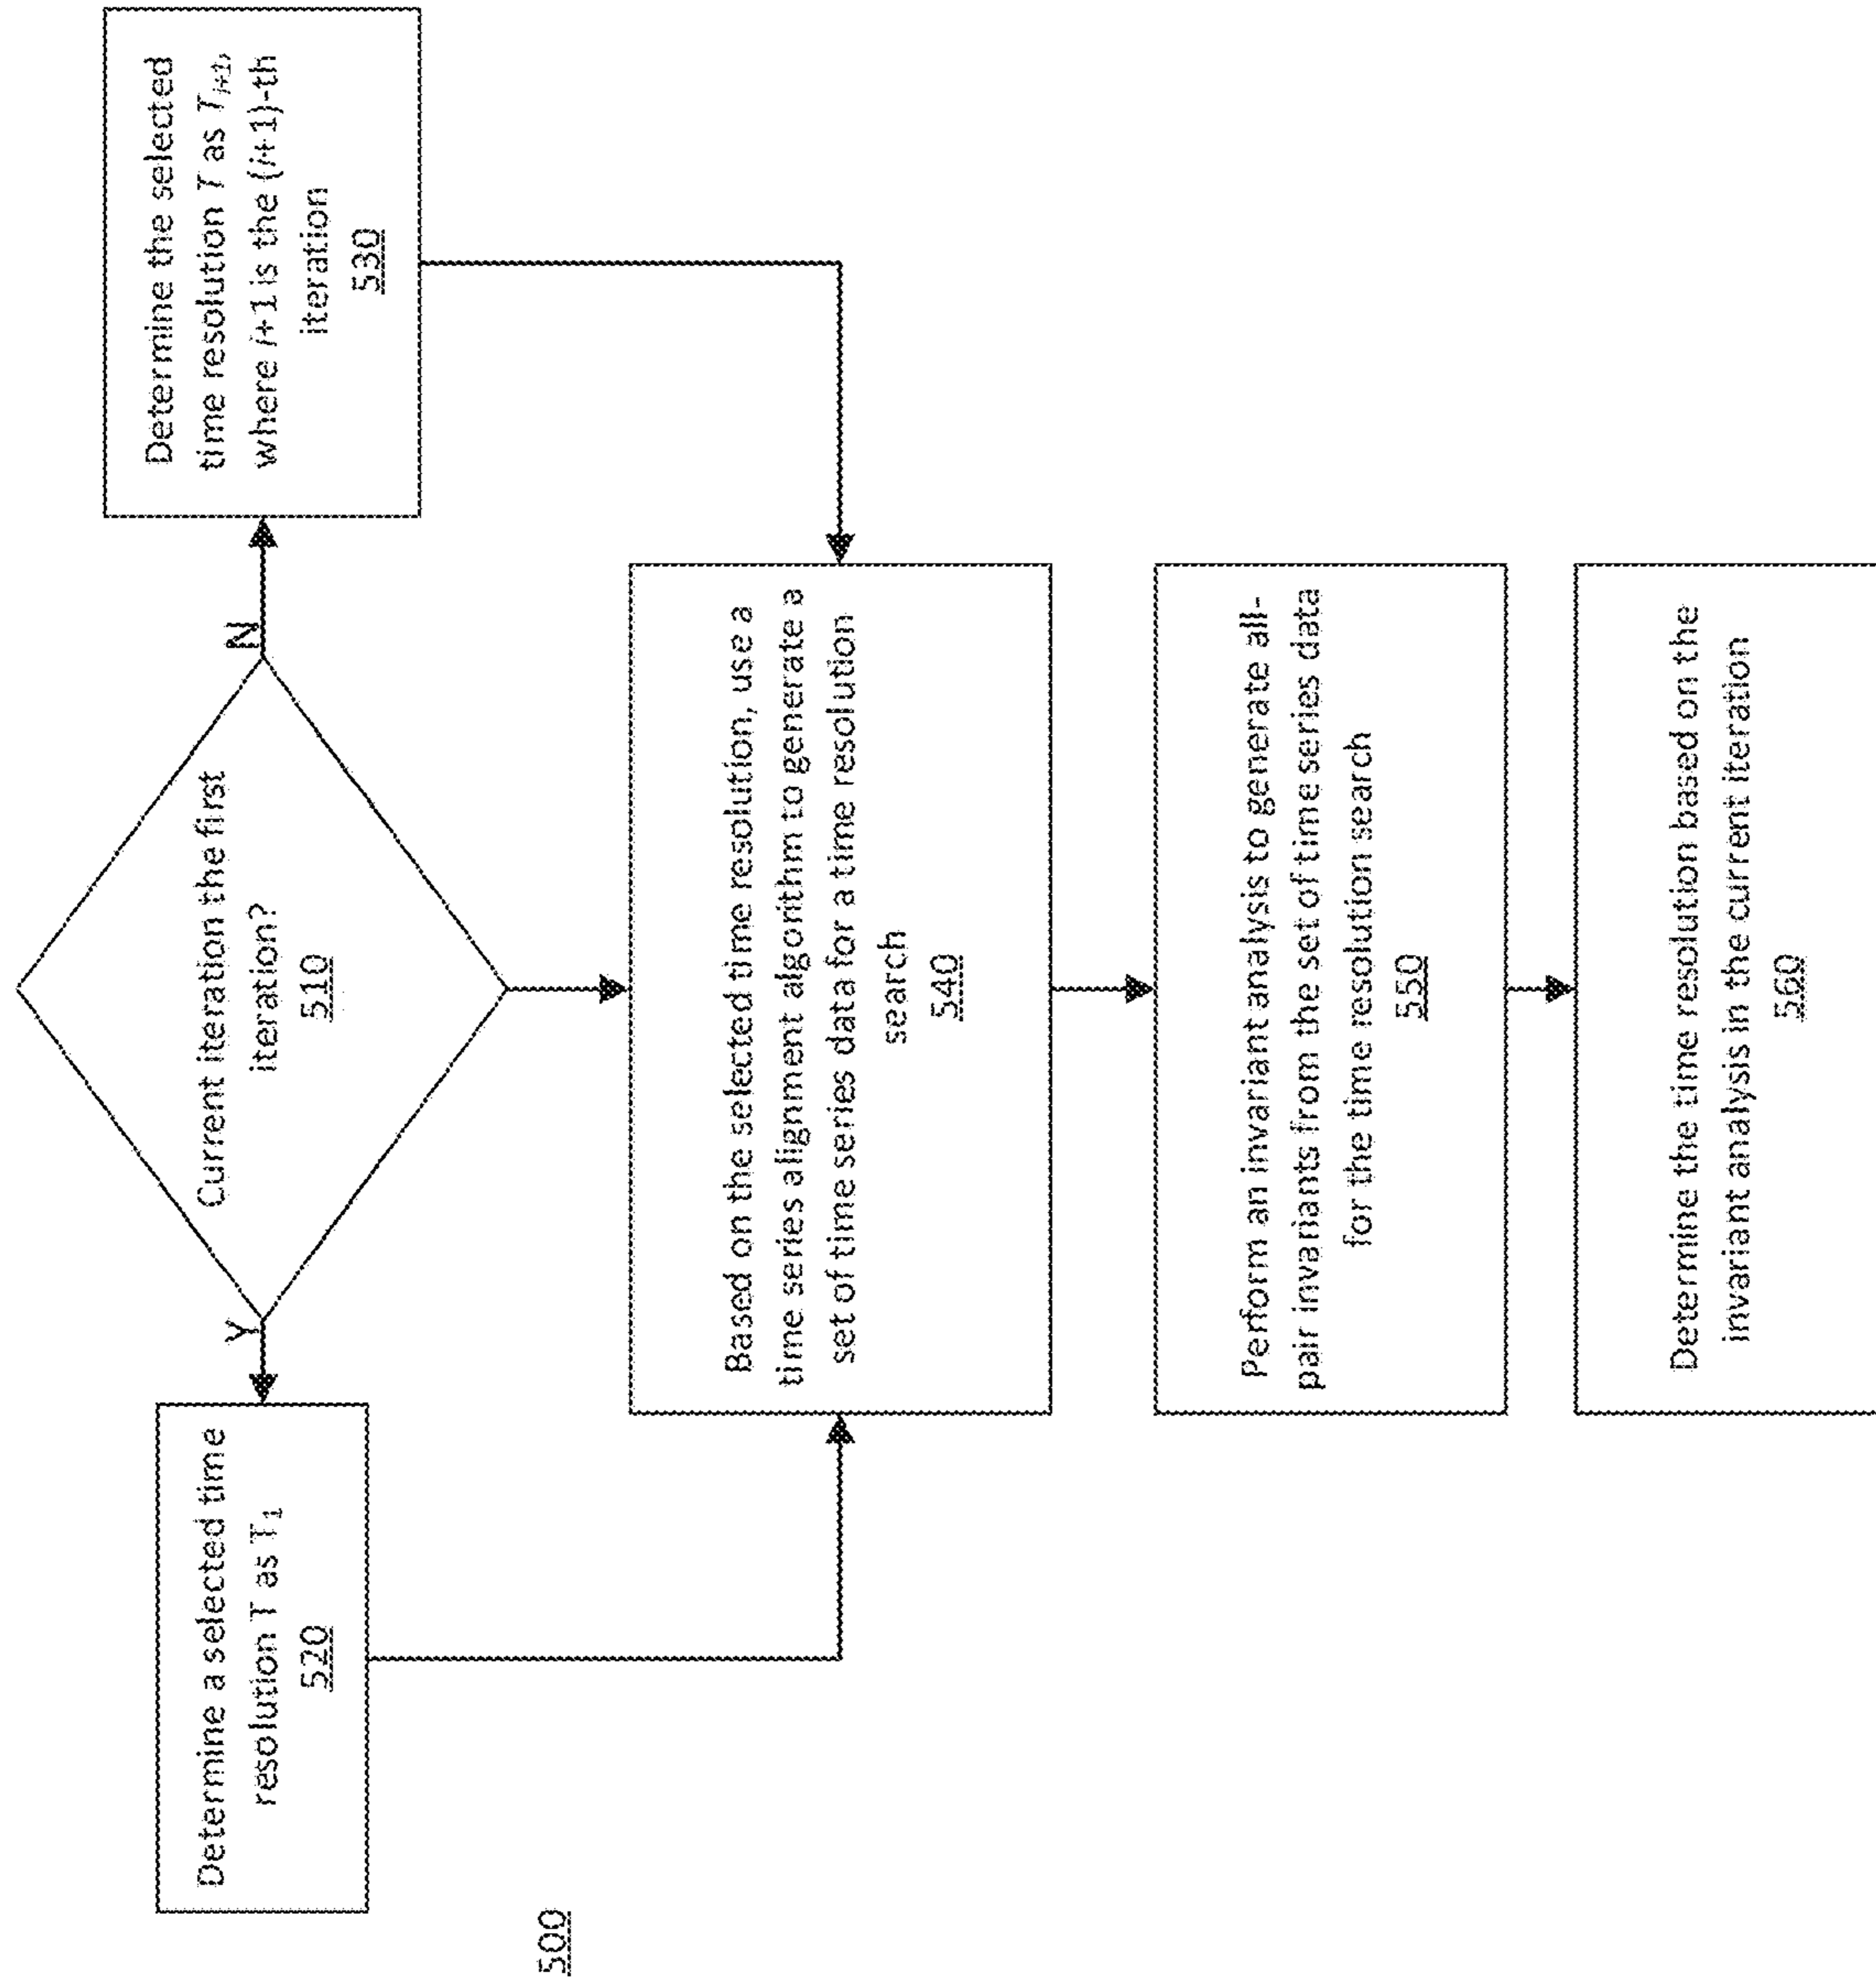 Current iteration the first
iteration?
510
Y
N
Determine a selected time
resolution T as T₁
520
Determine the selected
time resolution T as Tᵢ₊₁,
where i+1 is the (i+1)-th
iteration
530
Based on the selected time resolution, use a
time series alignment algorithm to generate a
set of time series data for a time resolution
search
540
Perform an invariant analysis to generate all-
pair invariants from the set of time series data
for the time resolution search
550
Determine the time resolution based on the
invariant analysis in the current iteration
560
500